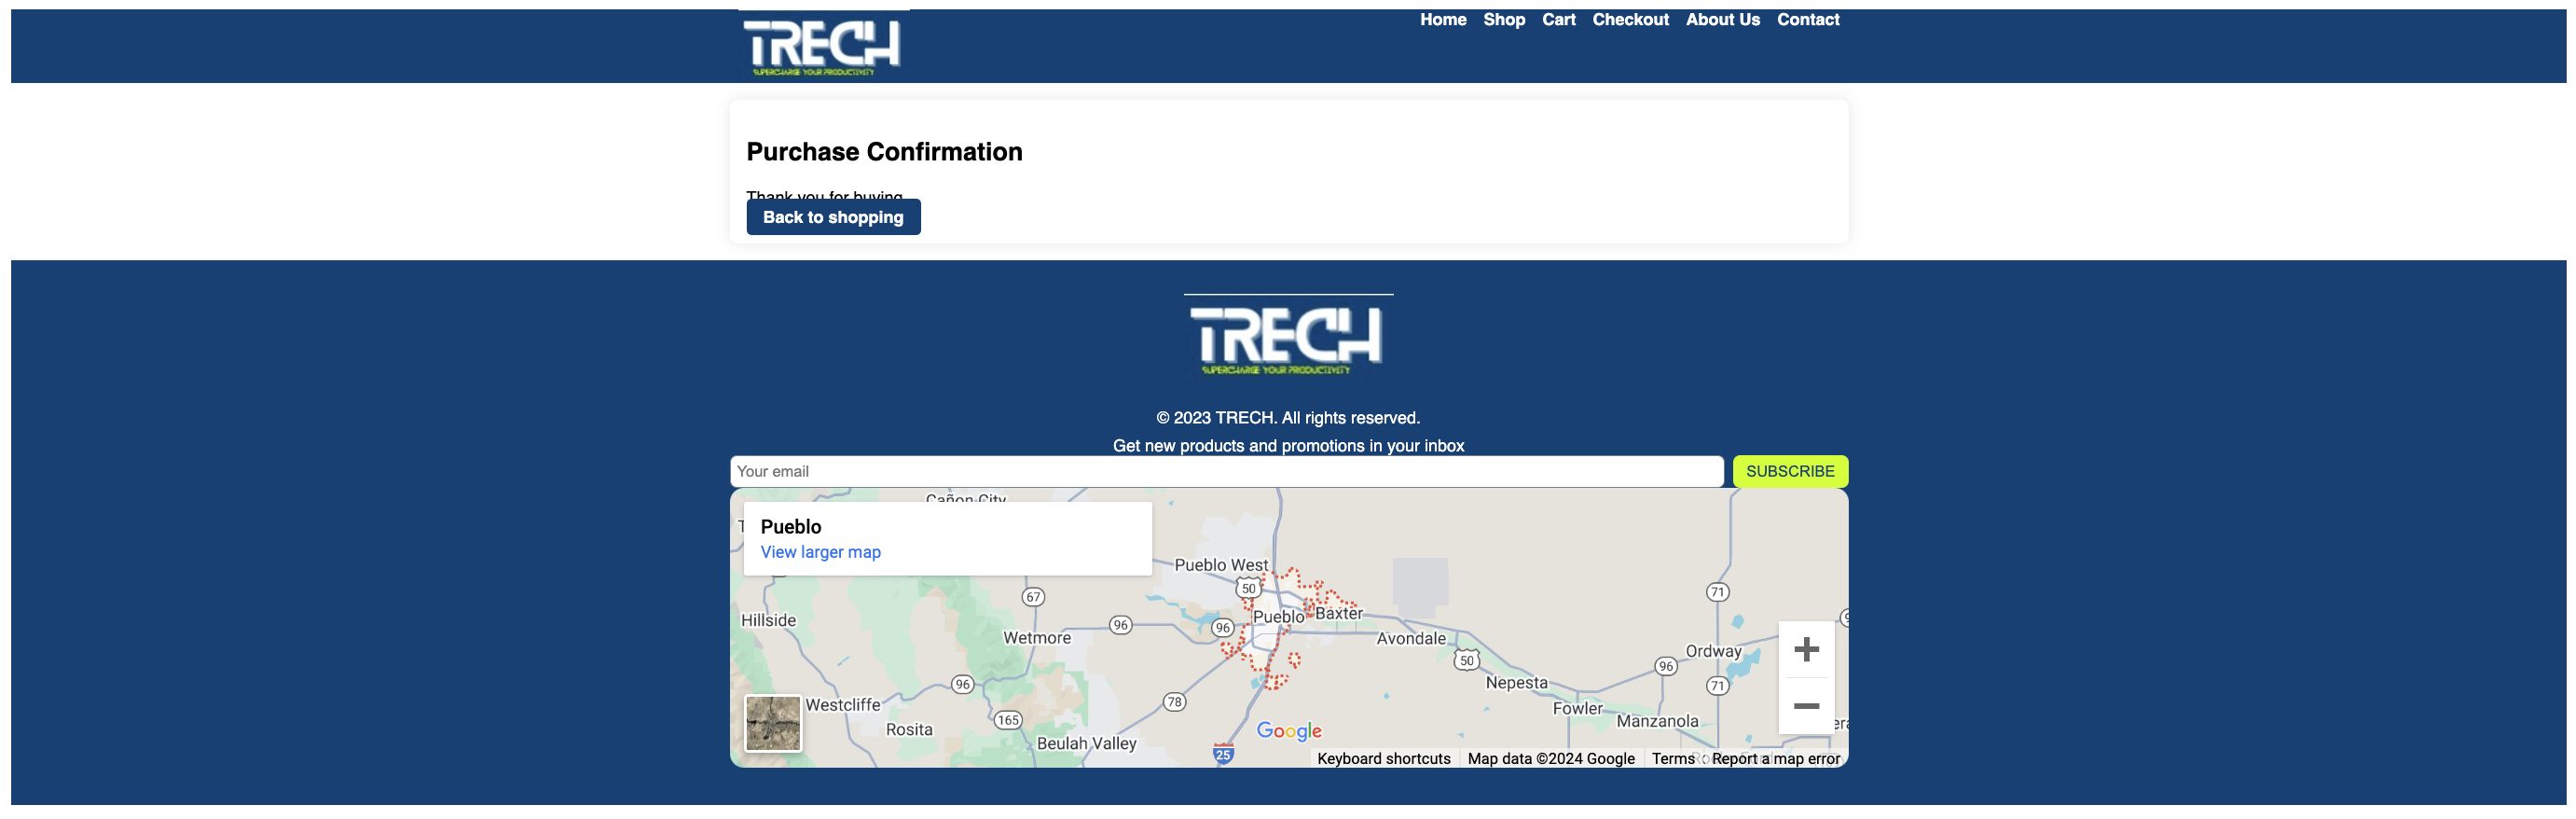 TRECH
SUPERCHARGE YOUR PRODUCTIVITY
Home Shop Cart Checkout About Us Contact
Purchase Confirmation
Thank you for buying
Back to shopping
TRECH
SUPERCHARGE YOUR PRODUCTIVITY
© 2023 TRECH. All rights reserved.
Get new products and promotions in your inbox
Your email
SUBSCRIBE
Cañon City
Pueblo
View larger map
Pueblo West
50
67
71
Hillside
96
96
Pueblo
Baxter
Wetmore
Avondale
50
96
Ordway
96
71
Nepesta
Westcliffe
78
Fowler
Manzanola
165
Rosita
Beulah Valley
25
Google
Keyboard shortcuts
Map data ©2024 Google
Terms
Report a map error